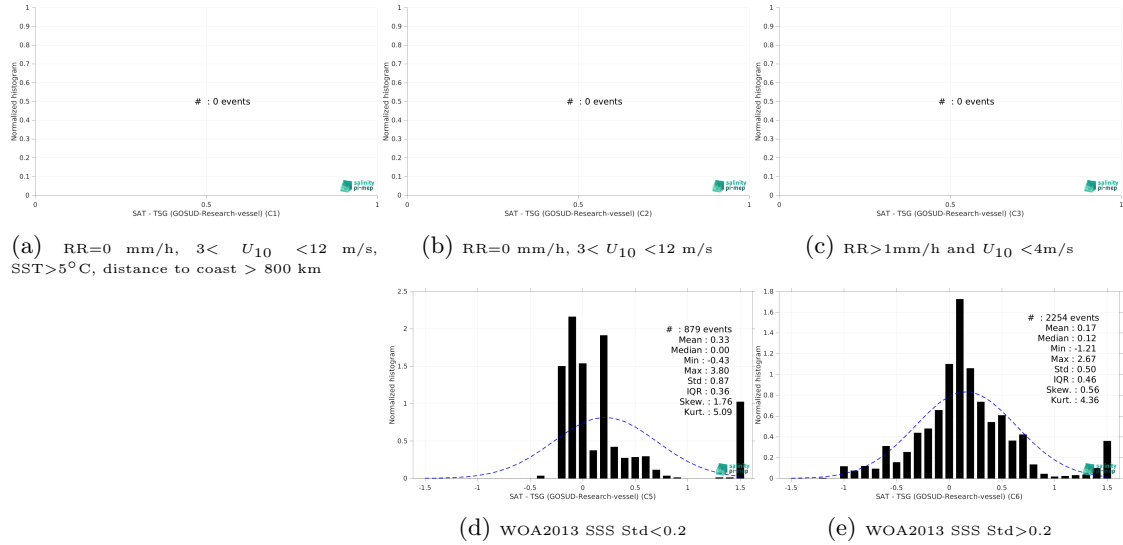 1
0.9
0.8
0.7
0.6
0.5
0.4
0.3
0.2
0.1
0
Normalized histogram
# : 0 events
salinity
pi-mep
0 0.5 1
SAT - TSG (GOSUD-Research-vessel) (C1)
(a) RR=0 mm/h, 3< U10 <12 m/s,
SST>5°C, distance to coast > 800 km
1
0.9
0.8
0.7
0.6
0.5
0.4
0.3
0.2
0.1
0
Normalized histogram
# : 0 events
salinity
pi-mep
0 0.5 1
SAT - TSG (GOSUD-Research-vessel) (C2)
(b) RR=0 mm/h, 3< U10 <12 m/s
1
0.9
0.8
0.7
0.6
0.5
0.4
0.3
0.2
0.1
0
Normalized histogram
# : 0 events
salinity
pi-mep
0 0.5 1
SAT - TSG (GOSUD-Research-vessel) (C3)
(c) RR>1mm/h and U10 <4m/s
2.5
2
1.5
1
0.5
0
Normalized histogram
# : 879 events
Mean : 0.33
Median : 0.00
Min : -0.43
Max : 3.80
Std : 0.87
IQR : 0.36
Skew. : 1.76
Kurt. : 5.09
salinity
pi-mep
-1.5 -1 -0.5 0 0.5 1 1.5
SAT - TSG (GOSUD-Research-vessel) (C5)
(d) WOA2013 SSS Std<0.2
1.8
1.6
1.4
1.2
1
0.8
0.6
0.4
0.2
0
Normalized histogram
# : 2254 events
Mean : 0.17
Median : 0.12
Min : -1.21
Max : 2.67
Std : 0.50
IQR : 0.46
Skew. : 0.56
Kurt. : 4.36
salinity
pi-mep
-1.5 -1 -0.5 0 0.5 1 1.5
SAT - TSG (GOSUD-Research-vessel) (C6)
(e) WOA2013 SSS Std>0.2